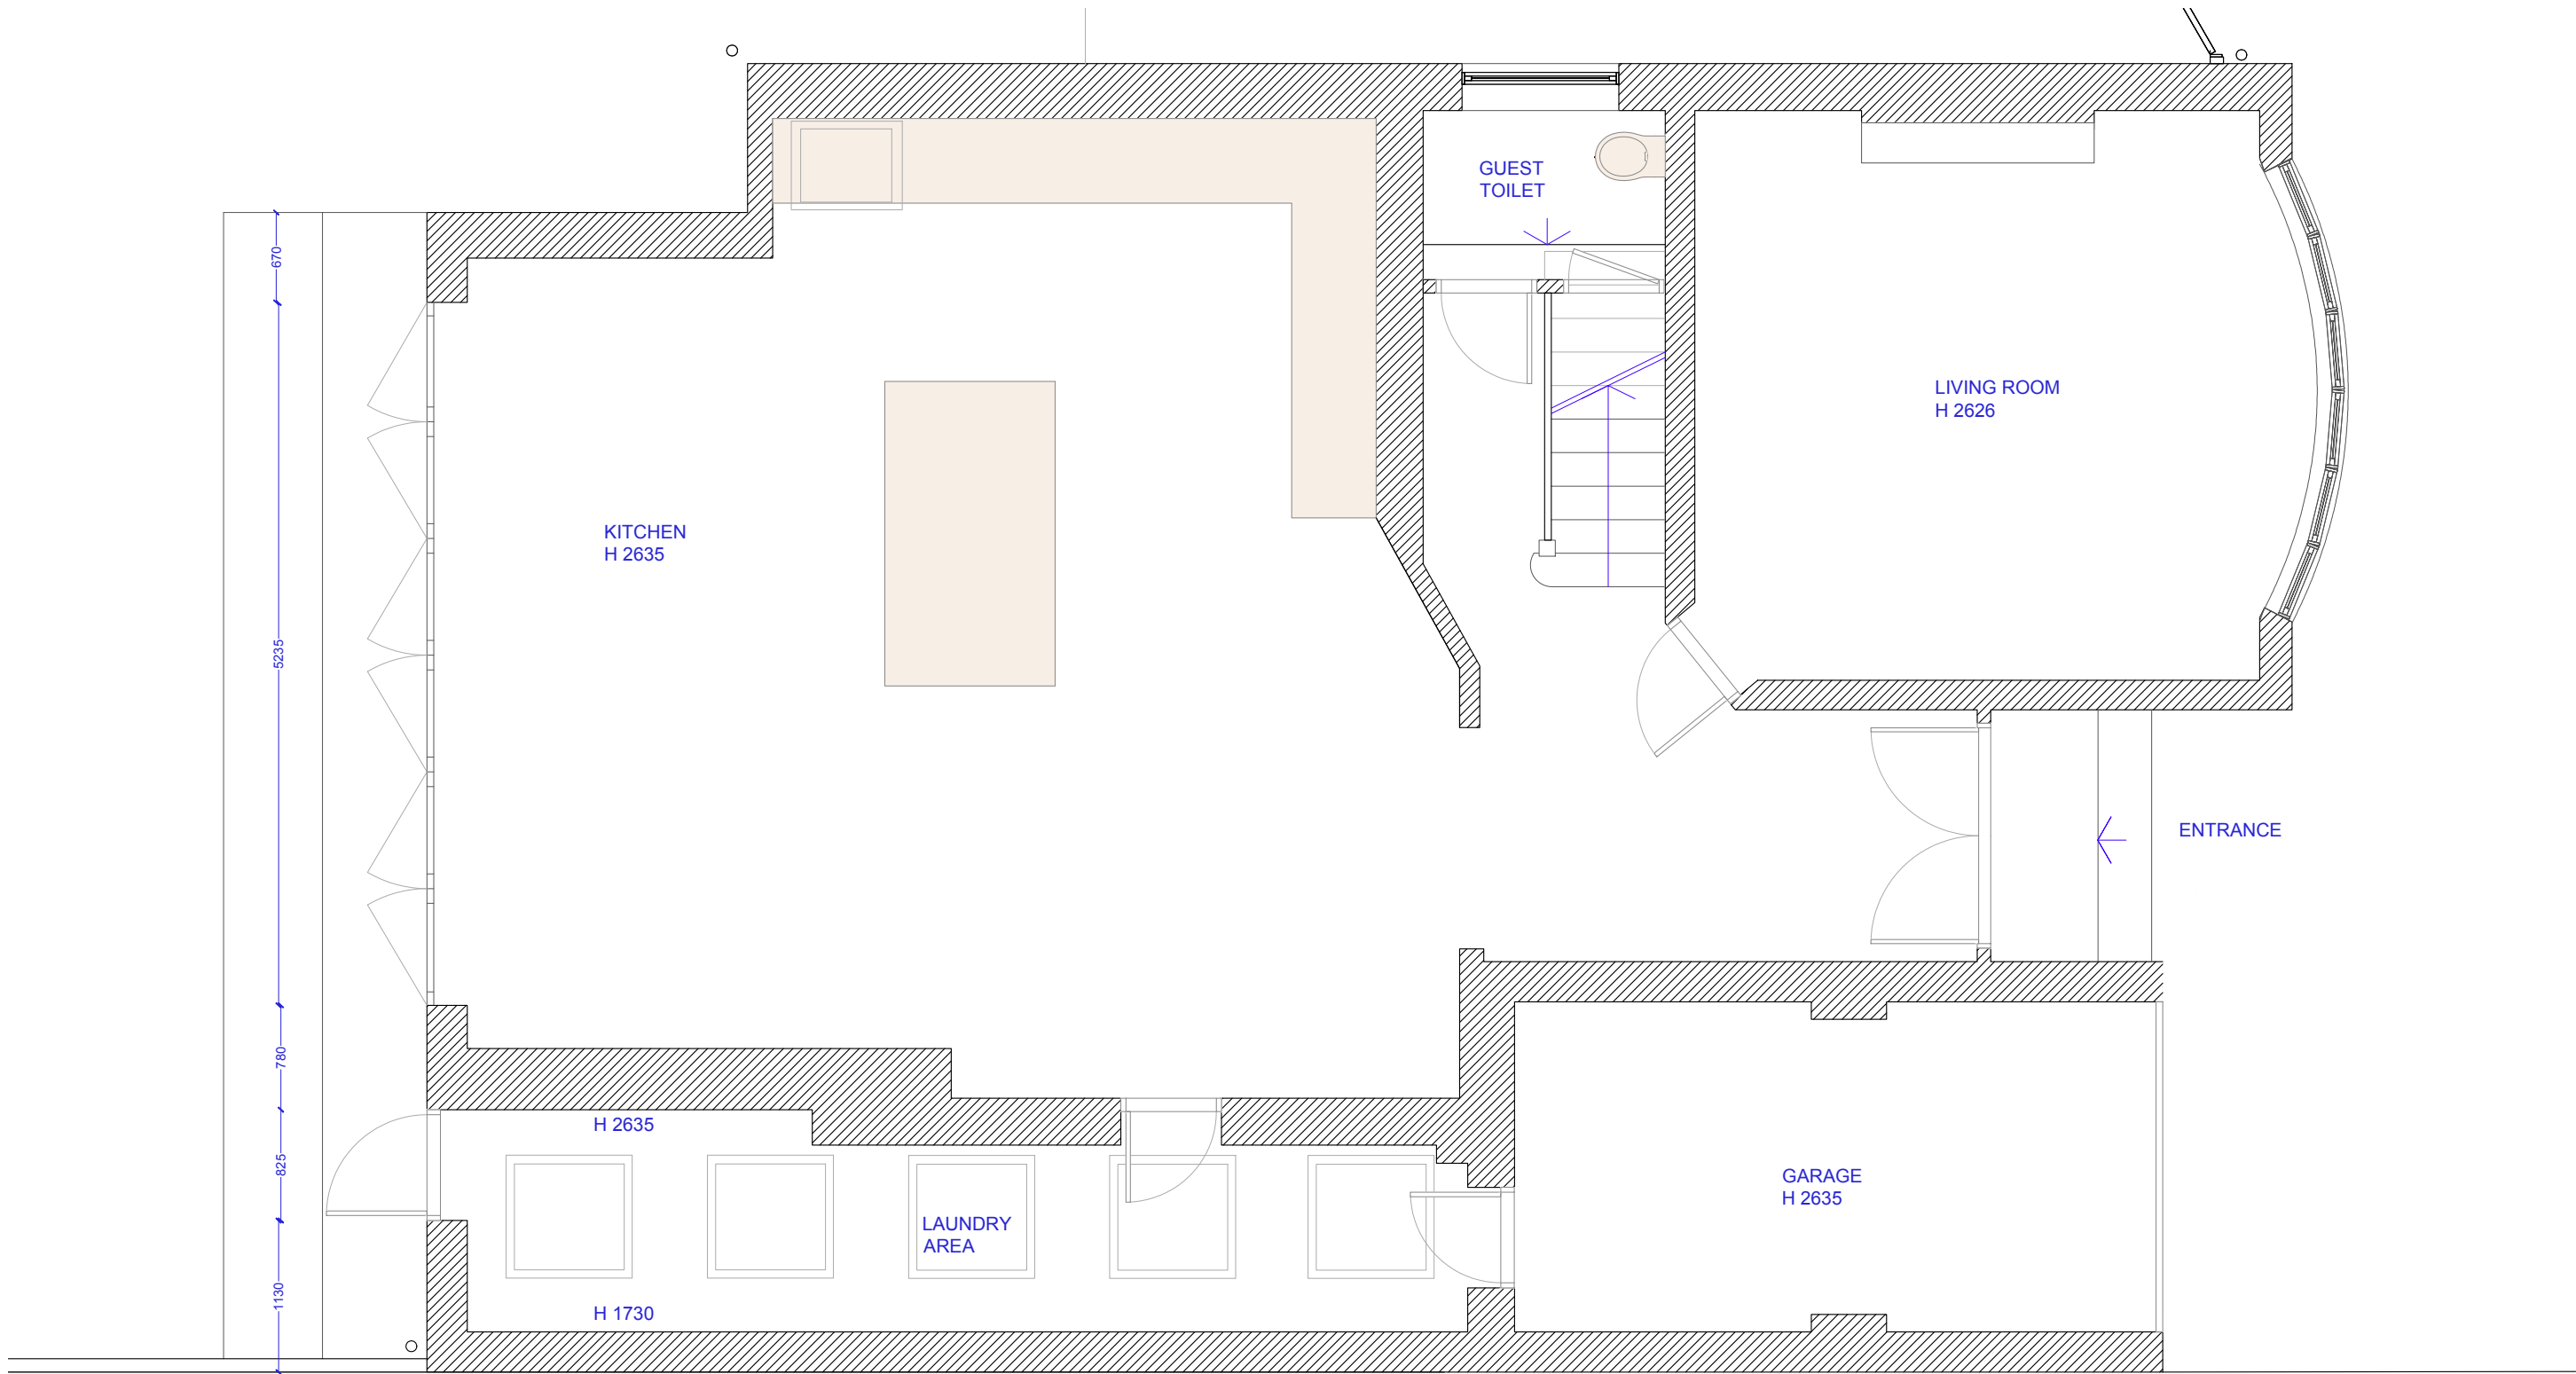 GUEST
TOILET
670
LIVING ROOM
H 2626
KITCHEN
H 2635
5235
ENTRANCE
780
H 2635
825
GARAGE
H 2635
LAUNDRY
AREA
1130
H 1730